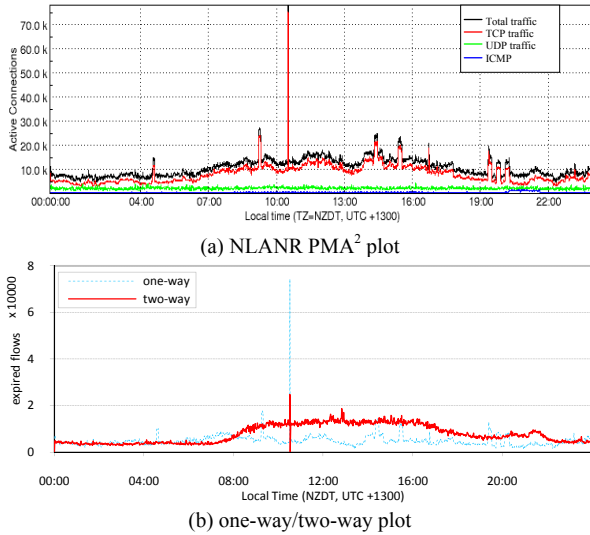 70.0 k
60.0 k
50.0 k
40.0 k
30.0 k
20.0 k
10.0 k
Active Connections
Total traffic
TCP traffic
UDP traffic
ICMP
00:00:00 04:00 07:00 10:00 13:00 16:00 19:00 22:00
Local time (TZ=NZDT, UTC +1300)
(a) NLANR PMA² plot
8
6
4
2
0
x 10000
expired flows
one-way
two-way
00:00 04:00 08:00 12:00 16:00 20:00
Local Time (NZDT, UTC +1300)
(b) one-way/two-way plot